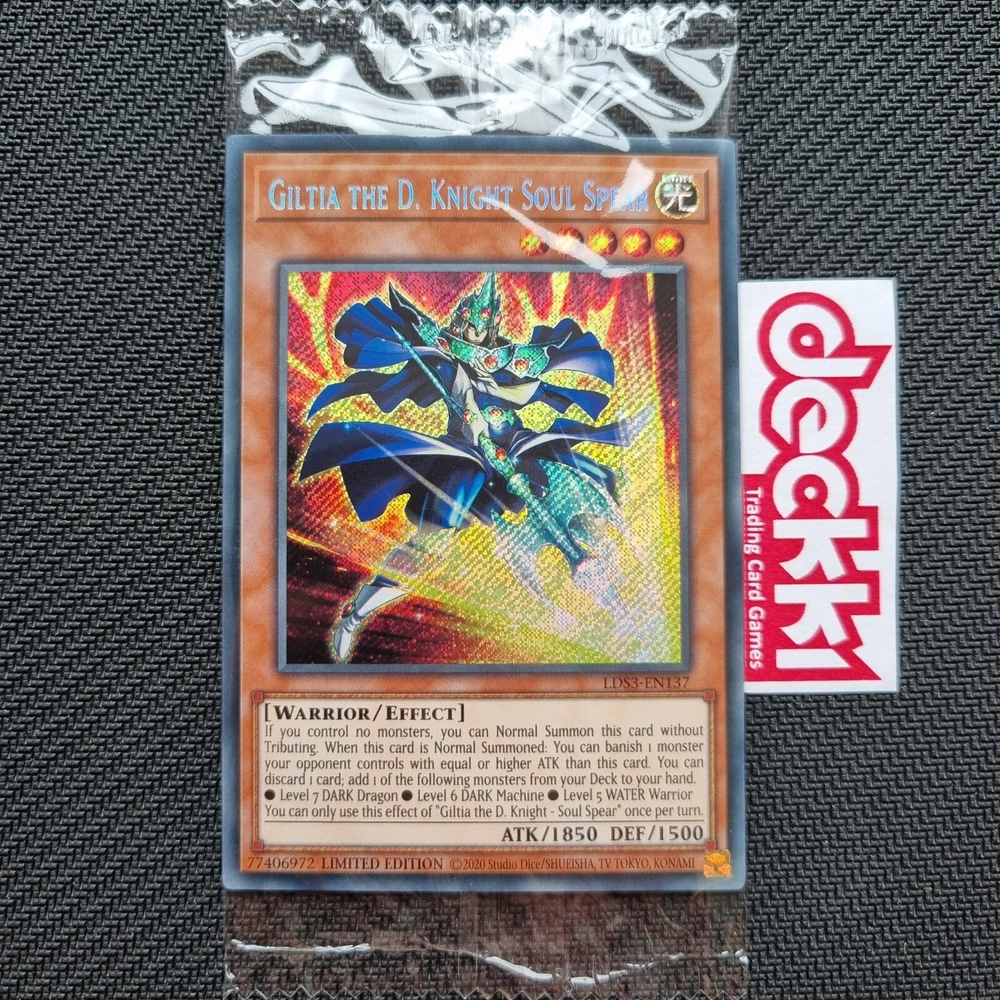 GILTIA THE D. KNIGHT SOUL SPEAR
光
LDS3-EN137
[WARRIOR/EFFECT]
If you control no monsters, you can Normal Summon this card without
Tributing. When this card is Normal Summoned: You can banish 1 monster
your opponent controls with equal or higher ATK than this card. You can
discard 1 card; add 1 of the following monsters from your Deck to your hand.
● Level 7 DARK Dragon ● Level 6 DARK Machine ● Level 5 WATER Warrior
You can only use this effect of "Giltia the D. Knight - Soul Spear" once per turn.
ATK/1850 DEF/1500
77406972 LIMITED EDITION ©2020 Studio Dice/SHUEISHA, TV TOKYO, KONAMI
deckk1
Trading Card Games